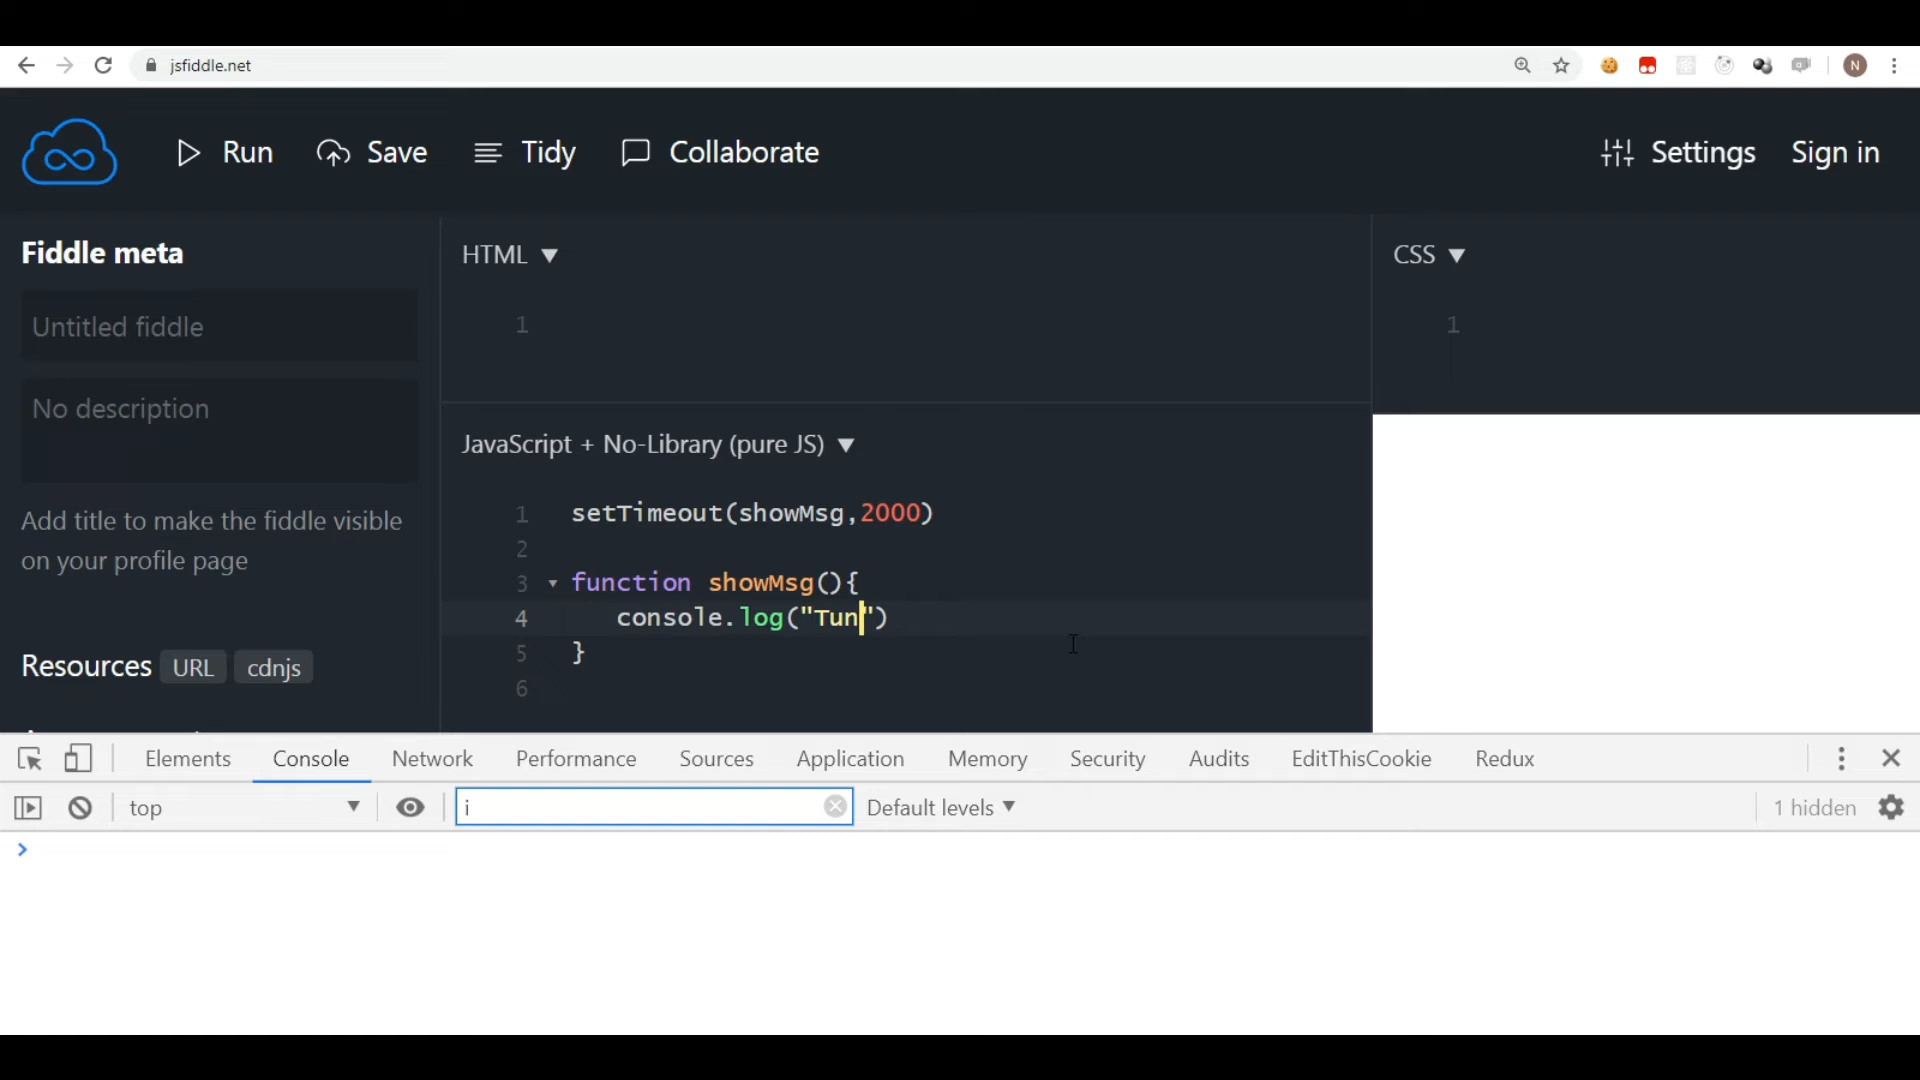 jsfiddle.net
N
Run Save Tidy Collaborate Settings Sign in
Fiddle meta
Untitled fiddle
No description
Add title to make the fiddle visible
on your profile page
Resources URL cdnjs
HTML
1
CSS
1
JavaScript + No-Library (pure JS)
1 setTimeout(showMsg,2000)
2
3 function showMsg(){
4 console.log("Tun")
5 }
6
Elements Console Network Performance Sources Application Memory Security Audits EditThisCookie Redux
top i Default levels 1 hidden